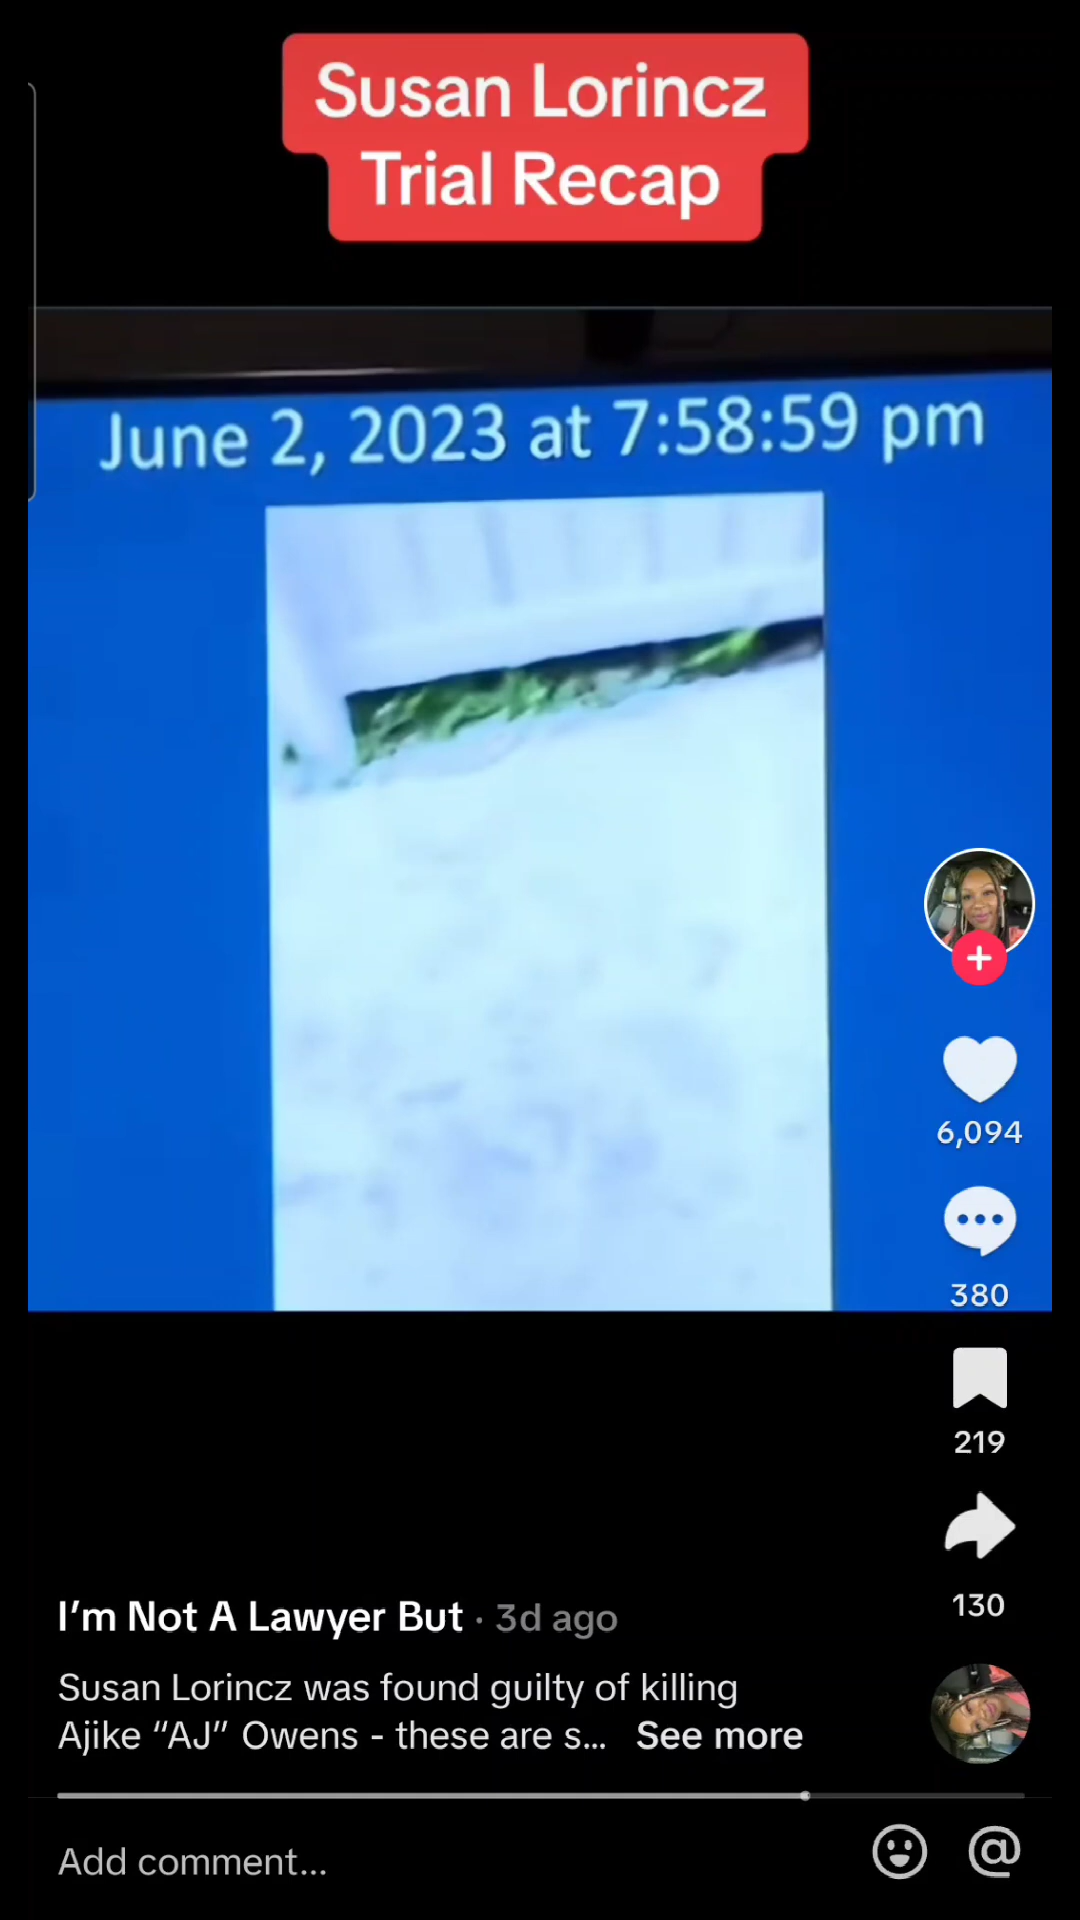 Susan Lorincz
Trial Recap
June 2, 2023 at 7:58:59 pm
6,094
380
219
130
I’m Not A Lawyer But · 3d ago
Susan Lorincz was found guilty of killing
Ajike “AJ” Owens - these are s... See more
Add comment...